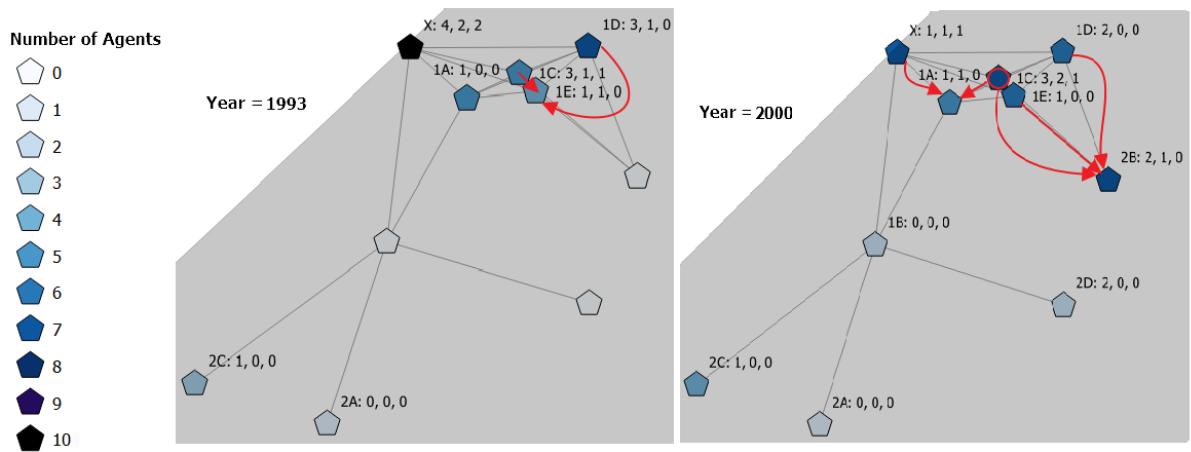 Number of Agents
0
1
2
3
4
5
6
7
8
9
10
Year = 1993
X: 4, 2, 2
1D: 3, 1, 0
1A: 1, 0, 0
1C: 3, 1, 1
1E: 1, 1, 0
2C: 1, 0, 0
2A: 0, 0, 0
Year = 2000
X: 1, 1, 1
1D: 2, 0, 0
1A: 1, 1, 0
1C: 3, 2, 1
1E: 1, 0, 0
2B: 2, 1, 0
1B: 0, 0, 0
2D: 2, 0, 0
2C: 1, 0, 0
2A: 0, 0, 0